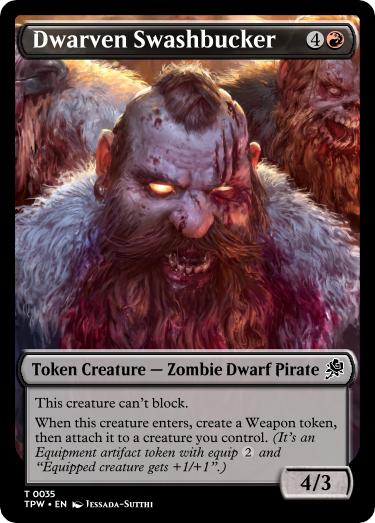 Dwarven Swashbucker 4
Token Creature — Zombie Dwarf Pirate
This creature can't block.
When this creature enters, create a Weapon token,
then attach it to a creature you control. (It's an
Equipment artifact token with equip 2 and
“Equipped creature gets +1/+1”.)
4/3
T 0035
TPW • EN Jessada-Sutthi